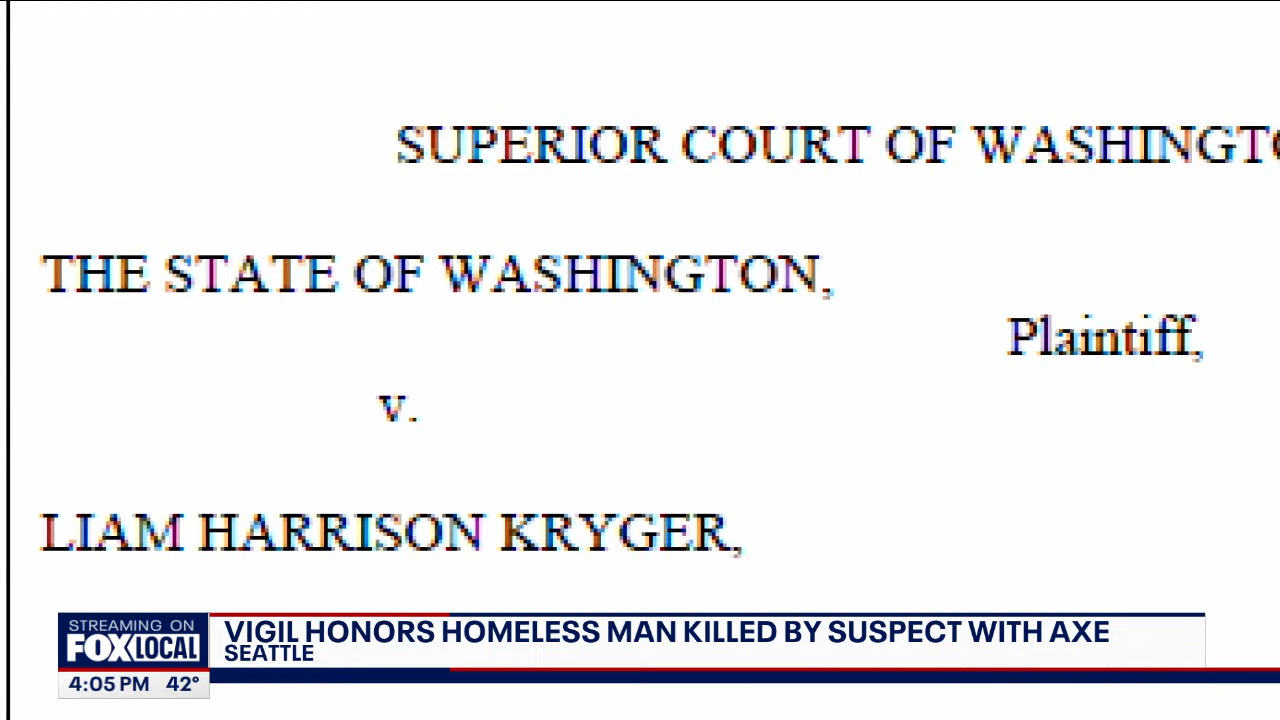 SUPERIOR COURT OF WASHINGTO
THE STATE OF WASHINGTON,
Plaintiff,
v.
LIAM HARRISON KRYGER,
STREAMING ON
FOX LOCAL
VIGIL HONORS HOMELESS MAN KILLED BY SUSPECT WITH AXE
SEATTLE
4:05 PM 42°